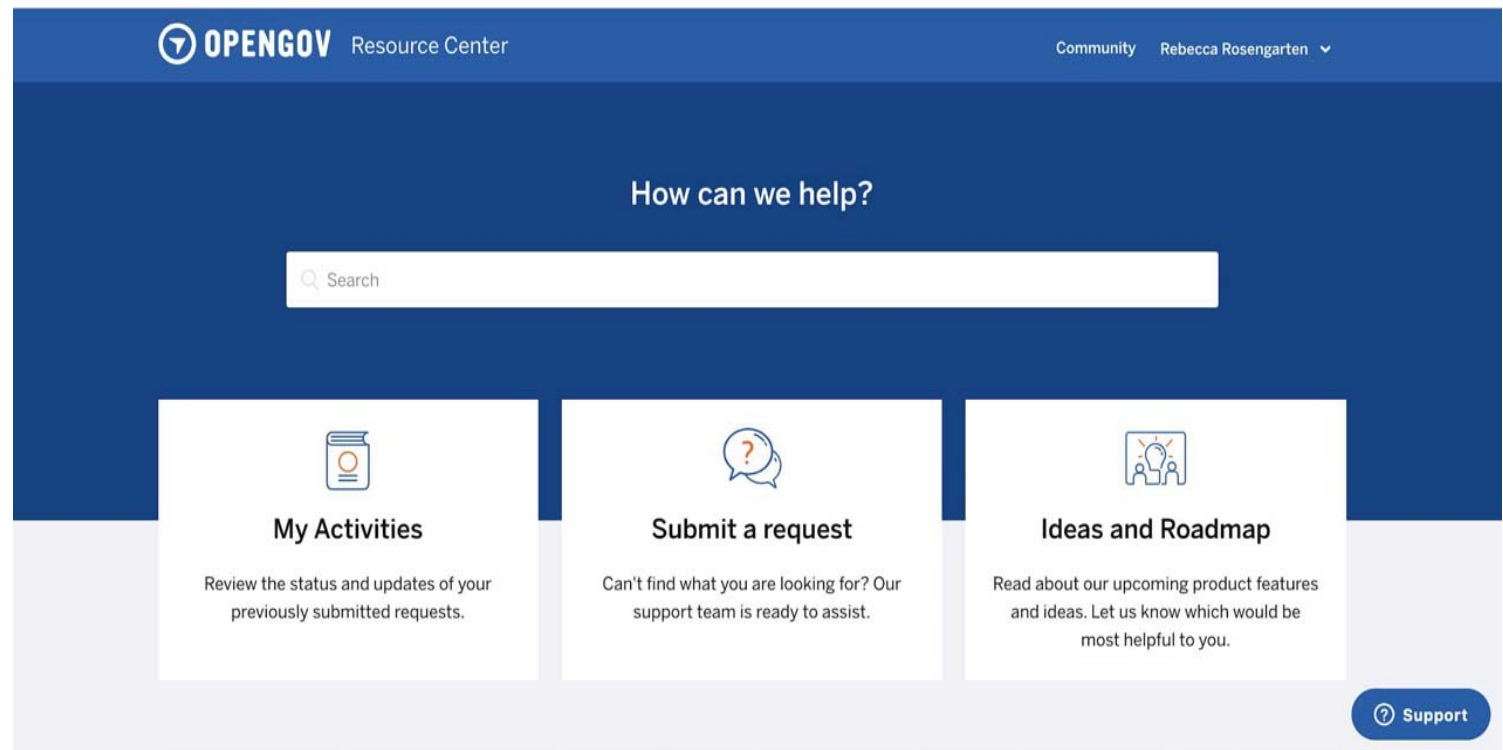 OPENGOV Resource Center
Community Rebecca Rosengarten
How can we help?
Search
?
My Activities
Review the status and updates of your
previously submitted requests.
Submit a request
Can't find what you are looking for? Our
support team is ready to assist.
Ideas and Roadmap
Read about our upcoming product features
and ideas. Let us know which would be
most helpful to you.
? Support